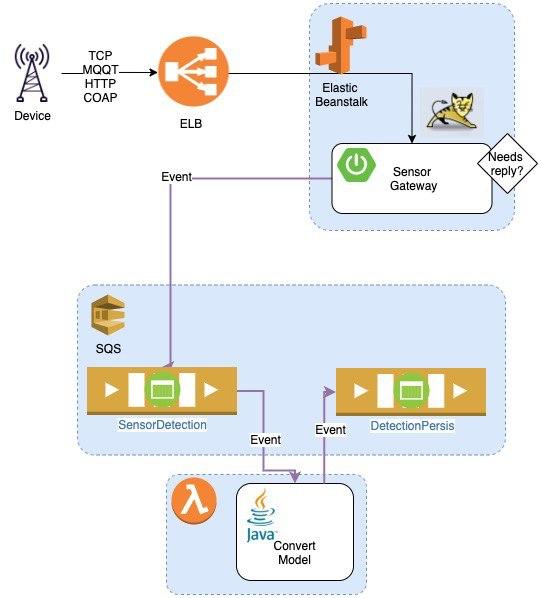 TCP
MQQT
HTTP
COAP
Device
ELB
Elastic
Beanstalk
Sensor
Gateway
Needs
reply?
Event
SQS
SensorDetection
DetectionPersis
Event
Event
λ
Java
Convert
Model